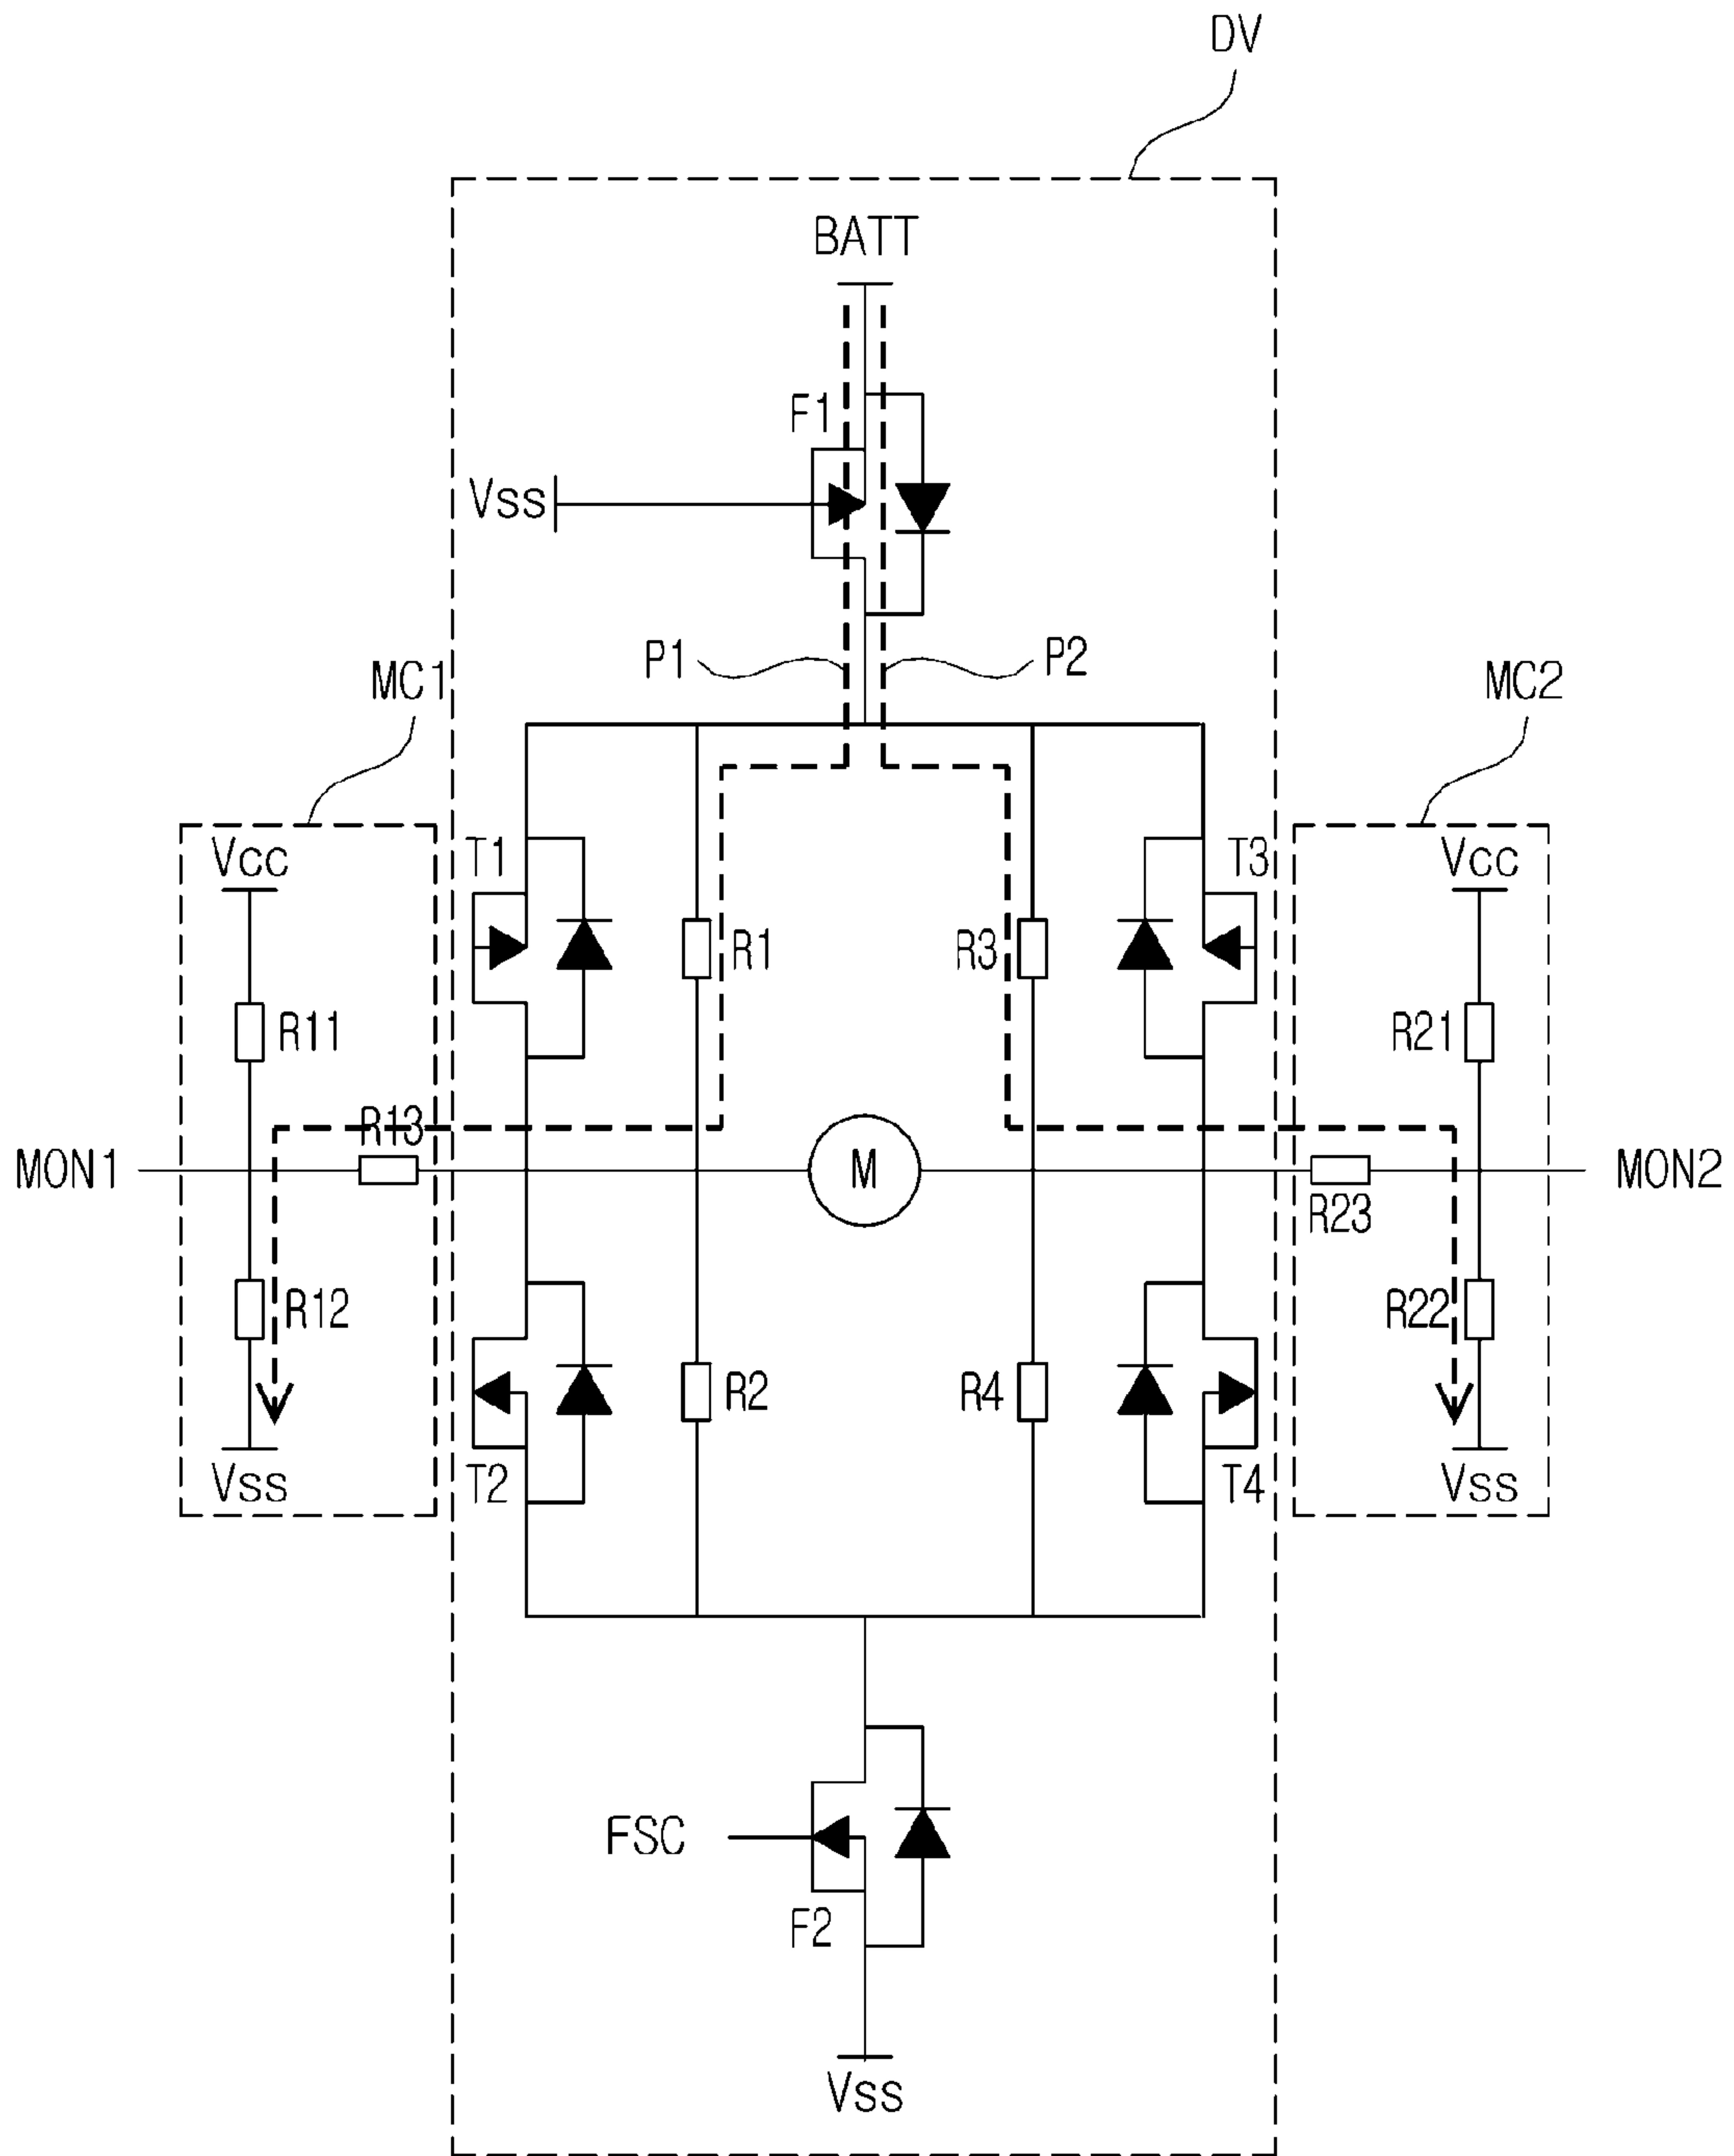 DV
BATT
F1
Vss
P1
P2
MC1
MC2
Vcc
T1
T3
Vcc
R1
R3
R11
R21
R13
MON1
M
MON2
R23
R12
R22
R2
R4
Vss
T2
T4
Vss
FSC
F2
Vss